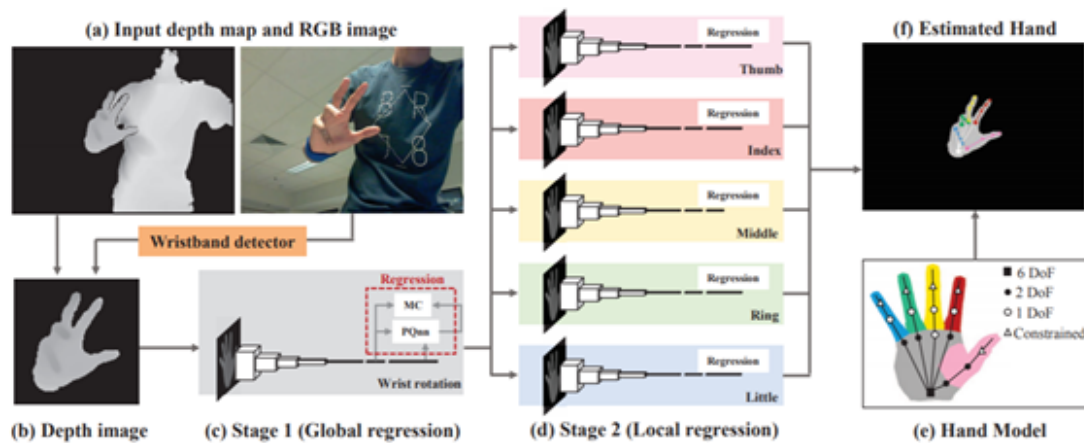 (a) Input depth map and RGB image
Wristband detector
(b) Depth image
Regression
MC
PQnn
Wrist rotation
(c) Stage 1 (Global regression)
Regression
Thumb
Regression
Index
Regression
Middle
Regression
Ring
Regression
Little
(d) Stage 2 (Local regression)
(f) Estimated Hand
6 DoF
2 DoF
1 DoF
Constrained
(e) Hand Model